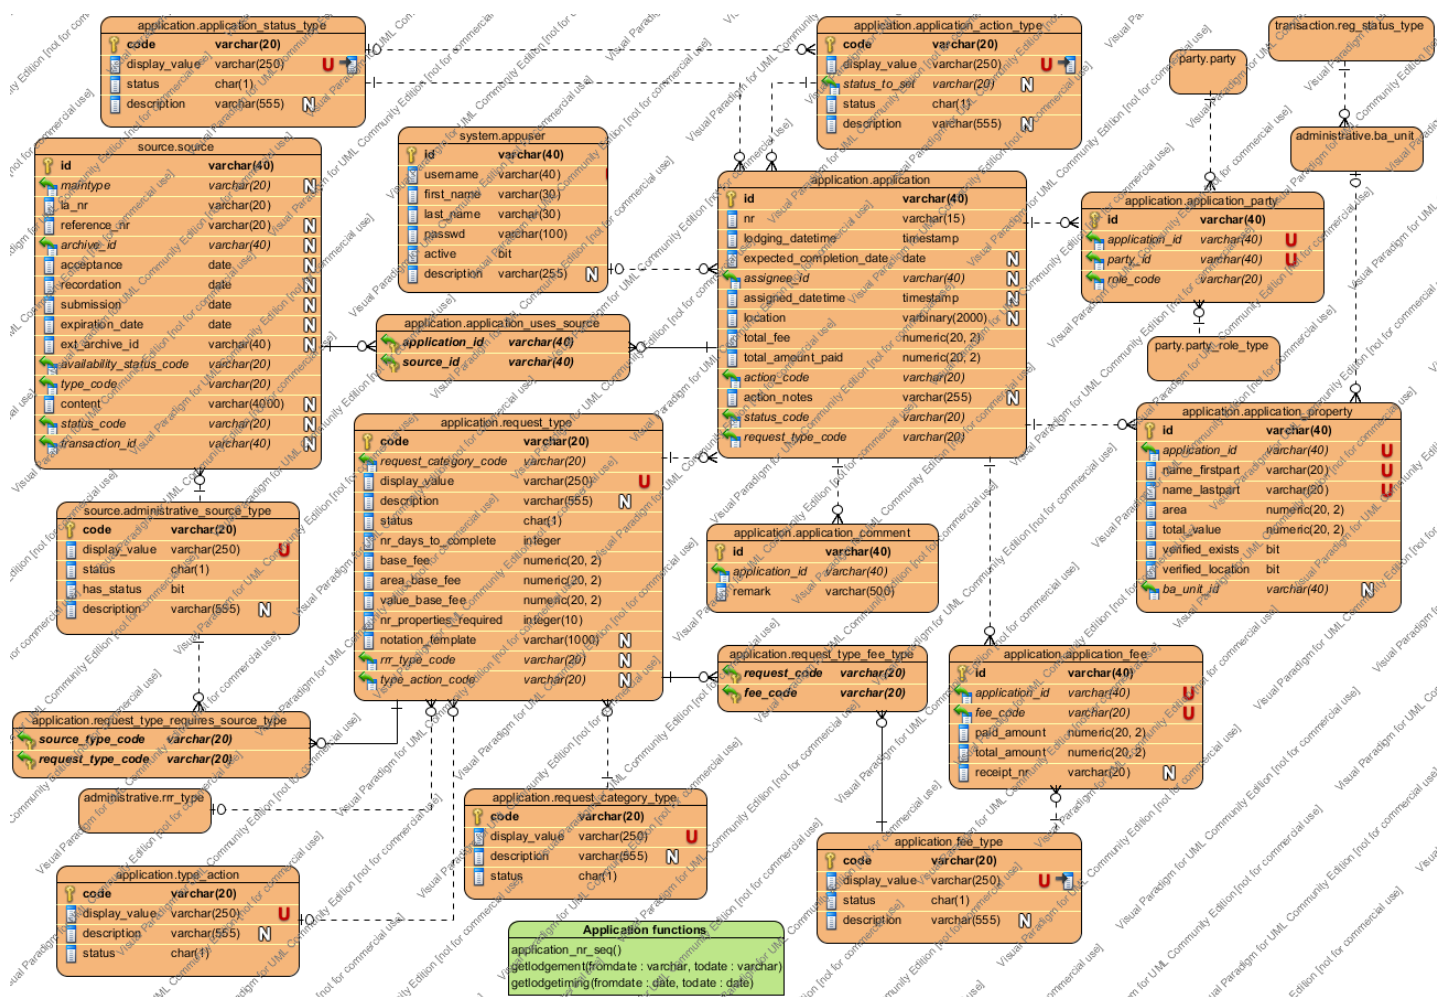 application.application_status_type
code varchar(20)
display_value varchar(250) U
status char(1)
description varchar(555) N
application.application_action_type
code varchar(20)
display_value varchar(250) U
status_to_set varchar(20) N
status char(1)
description varchar(555) N
transaction.reg_status_type
party.party
administrative.ba_unit
source.source
id varchar(40)
maintype varchar(20) N
la_nr varchar(20)
reference_nr varchar(20) N
archive_id varchar(40) N
acceptance date N
recordation date N
submission date N
expiration_date date N
ext_archive_id varchar(40) N
availability_status_code varchar(20)
type_code varchar(20)
content varchar(4000) N
status_code varchar(20) N
transaction_id varchar(40) N
system.appuser
id varchar(40)
username varchar(40)
first_name varchar(30)
last_name varchar(30)
passwd varchar(100)
active bit
description varchar(255) N
application.application
id varchar(40)
nr varchar(15)
lodging_datetime timestamp
expected_completion_date date N
assignee_id varchar(40) N
assigned_datetime timestamp N
location varbinary(2000) N
total_fee numeric(20, 2)
total_amount_paid numeric(20, 2)
action_code varchar(20)
action_notes varchar(255) N
status_code varchar(20)
request_type_code varchar(20)
application.application_party
id varchar(40)
application_id varchar(40) U
party_id varchar(40) U
role_code varchar(20)
party.party_role_type
application.application_uses_source
application_id varchar(40)
source_id varchar(40)
application.application_property
id varchar(40)
application_id varchar(40) U
name_firstpart varchar(20) U
name_lastpart varchar(20) U
area numeric(20, 2)
total_value numeric(20, 2)
verified_exists bit
verified_location bit
ba_unit_id varchar(40) N
application.request_type
code varchar(20)
request_category_code varchar(20)
display_value varchar(250) U
description varchar(555) N
status char(1)
nr_days_to_complete integer
base_fee numeric(20, 2)
area_base_fee numeric(20, 2)
value_base_fee numeric(20, 2)
nr_properties_required integer(10)
notation_template varchar(1000) N
rrr_type_code varchar(20) N
type_action_code varchar(20) N
source.administrative_source_type
code varchar(20)
display_value varchar(250) U
status char(1)
has_status bit
description varchar(555) N
application.application_comment
id varchar(40)
application_id varchar(40)
remark varchar(500)
application.request_type_fee_type
request_code varchar(20)
fee_code varchar(20)
application.application_fee
id varchar(40)
application_id varchar(40) U
fee_code varchar(20) U
paid_amount numeric(20, 2)
total_amount numeric(20, 2)
receipt_nr varchar(20) N
application.request_type_requires_source_type
source_type_code varchar(20)
request_type_code varchar(20)
administrative.rrr_type
application.request_category_type
code varchar(20)
display_value varchar(250) U
description varchar(555) N
status char(1)
application.type_action
code varchar(20)
display_value varchar(250) U
description varchar(555) N
status char(1)
application_fee_type
code varchar(20)
display_value varchar(250) U
status char(1)
description varchar(555) N
Application functions
application_nr_seq()
getlodgement(fromdate : varchar, todate : varchar)
getlodgetiming(fromdate : date, todate : date)
Visual Paradigm for UML Community Edition [not for commercial use]